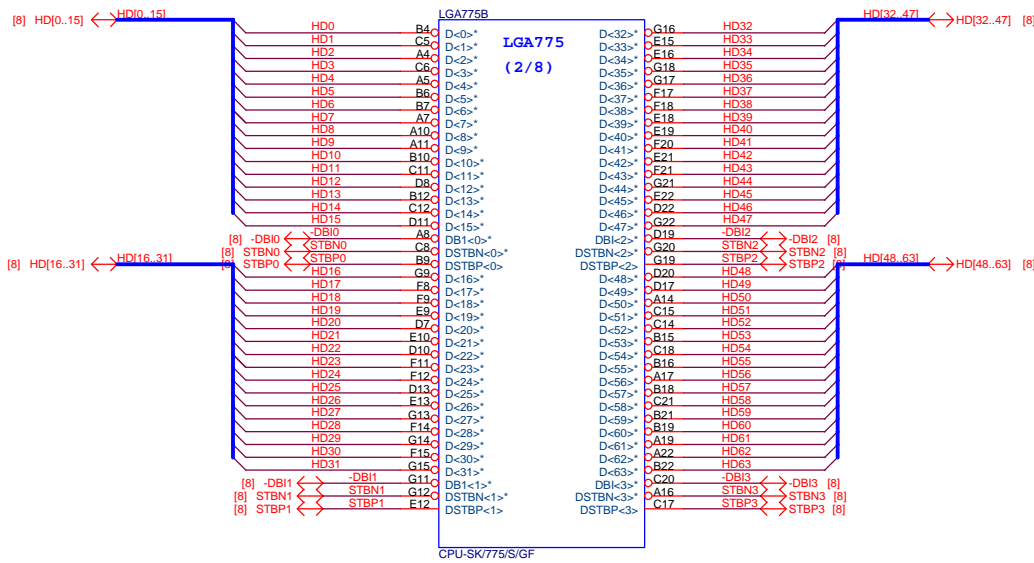 LGA775B
LGA775
(2/8)
[8] HD[0..15] HD[0..15]
HD0 B4 D<0>*
HD1 C5 D<1>*
HD2 A4 D<2>*
HD3 C6 D<3>*
HD4 A5 D<4>*
HD5 B6 D<5>*
HD6 B7 D<6>*
HD7 A7 D<7>*
HD8 A10 D<8>*
HD9 A11 D<9>*
HD10 B10 D<10>*
HD11 C11 D<11>*
HD12 D8 D<12>*
HD13 B12 D<13>*
HD14 C12 D<14>*
HD15 D11 D<15>*
[8] -DBI0 -DBI0 A8 DB1<0>*
[8] STBN0 STBN0 C8 DSTBN<0>*
[8] STBP0 STBP0 B9 DSTBP<0>
[8] HD[16..31] HD[16..31]
HD16 G9 D<16>*
HD17 F8 D<17>*
HD18 F9 D<18>*
HD19 E9 D<19>*
HD20 D7 D<20>*
HD21 E10 D<21>*
HD22 D10 D<22>*
HD23 F11 D<23>*
HD24 F12 D<24>*
HD25 D13 D<25>*
HD26 E13 D<26>*
HD27 G13 D<27>*
HD28 F14 D<28>*
HD29 G14 D<29>*
HD30 F15 D<30>*
HD31 G15 D<31>*
[8] -DBI1 -DBI1 G11 DB1<1>*
[8] STBN1 STBN1 G12 DSTBN<1>*
[8] STBP1 STBP1 E12 DSTBP<1>
HD[32..47] HD[32..47] [8]
D<32>* G16 HD32
D<33>* E15 HD33
D<34>* E16 HD34
D<35>* G18 HD35
D<36>* G17 HD36
D<37>* F17 HD37
D<38>* F18 HD38
D<39>* E18 HD39
D<40>* E19 HD40
D<41>* F20 HD41
D<42>* E21 HD42
D<43>* F21 HD43
D<44>* G21 HD44
D<45>* E22 HD45
D<46>* D22 HD46
D<47>* G22 HD47
DBI<2>* D19 -DBI2 -DBI2 [8]
DSTBN<2>* G20 STBN2 STBN2 [8]
DSTBP<2> G19 STBP2 STBP2 [8]
HD[48..63] HD[48..63] [8]
D<48>* D20 HD48
D<49>* D17 HD49
D<50>* A14 HD50
D<51>* C15 HD51
D<52>* C14 HD52
D<53>* B15 HD53
D<54>* C18 HD54
D<55>* B16 HD55
D<56>* A17 HD56
D<57>* B18 HD57
D<58>* C21 HD58
D<59>* B21 HD59
D<60>* B19 HD60
D<61>* A19 HD61
D<62>* A22 HD62
D<63>* B22 HD63
DBI<3>* C20 -DBI3 -DBI3 [8]
DSTBN<3>* A16 STBN3 STBN3 [8]
DSTBP<3> C17 STBP3 STBP3 [8]
CPU-SK/775/S/GF